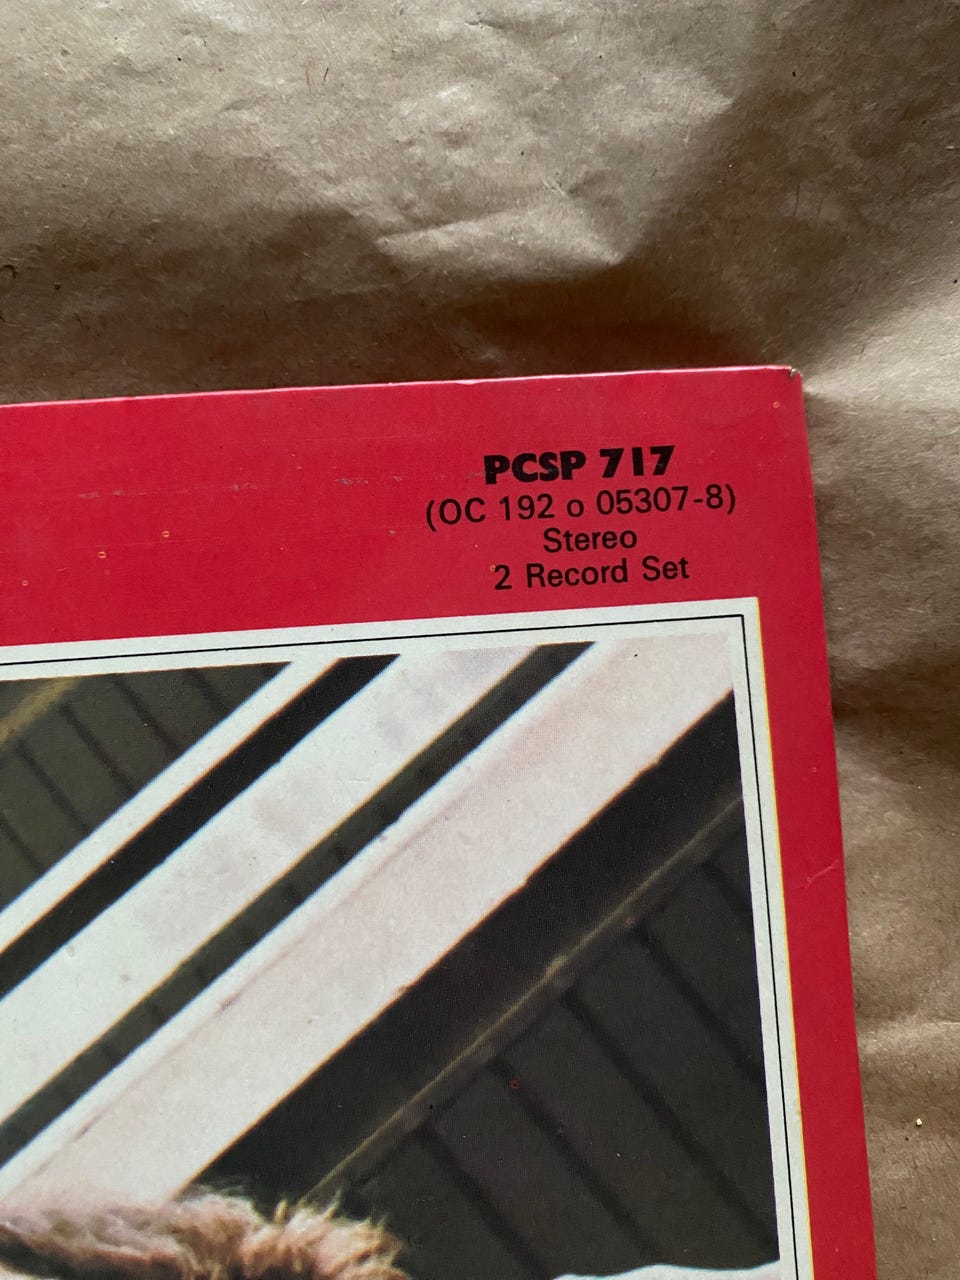 PCSP 717
(OC 192 o 05307-8)
Stereo
2 Record Set